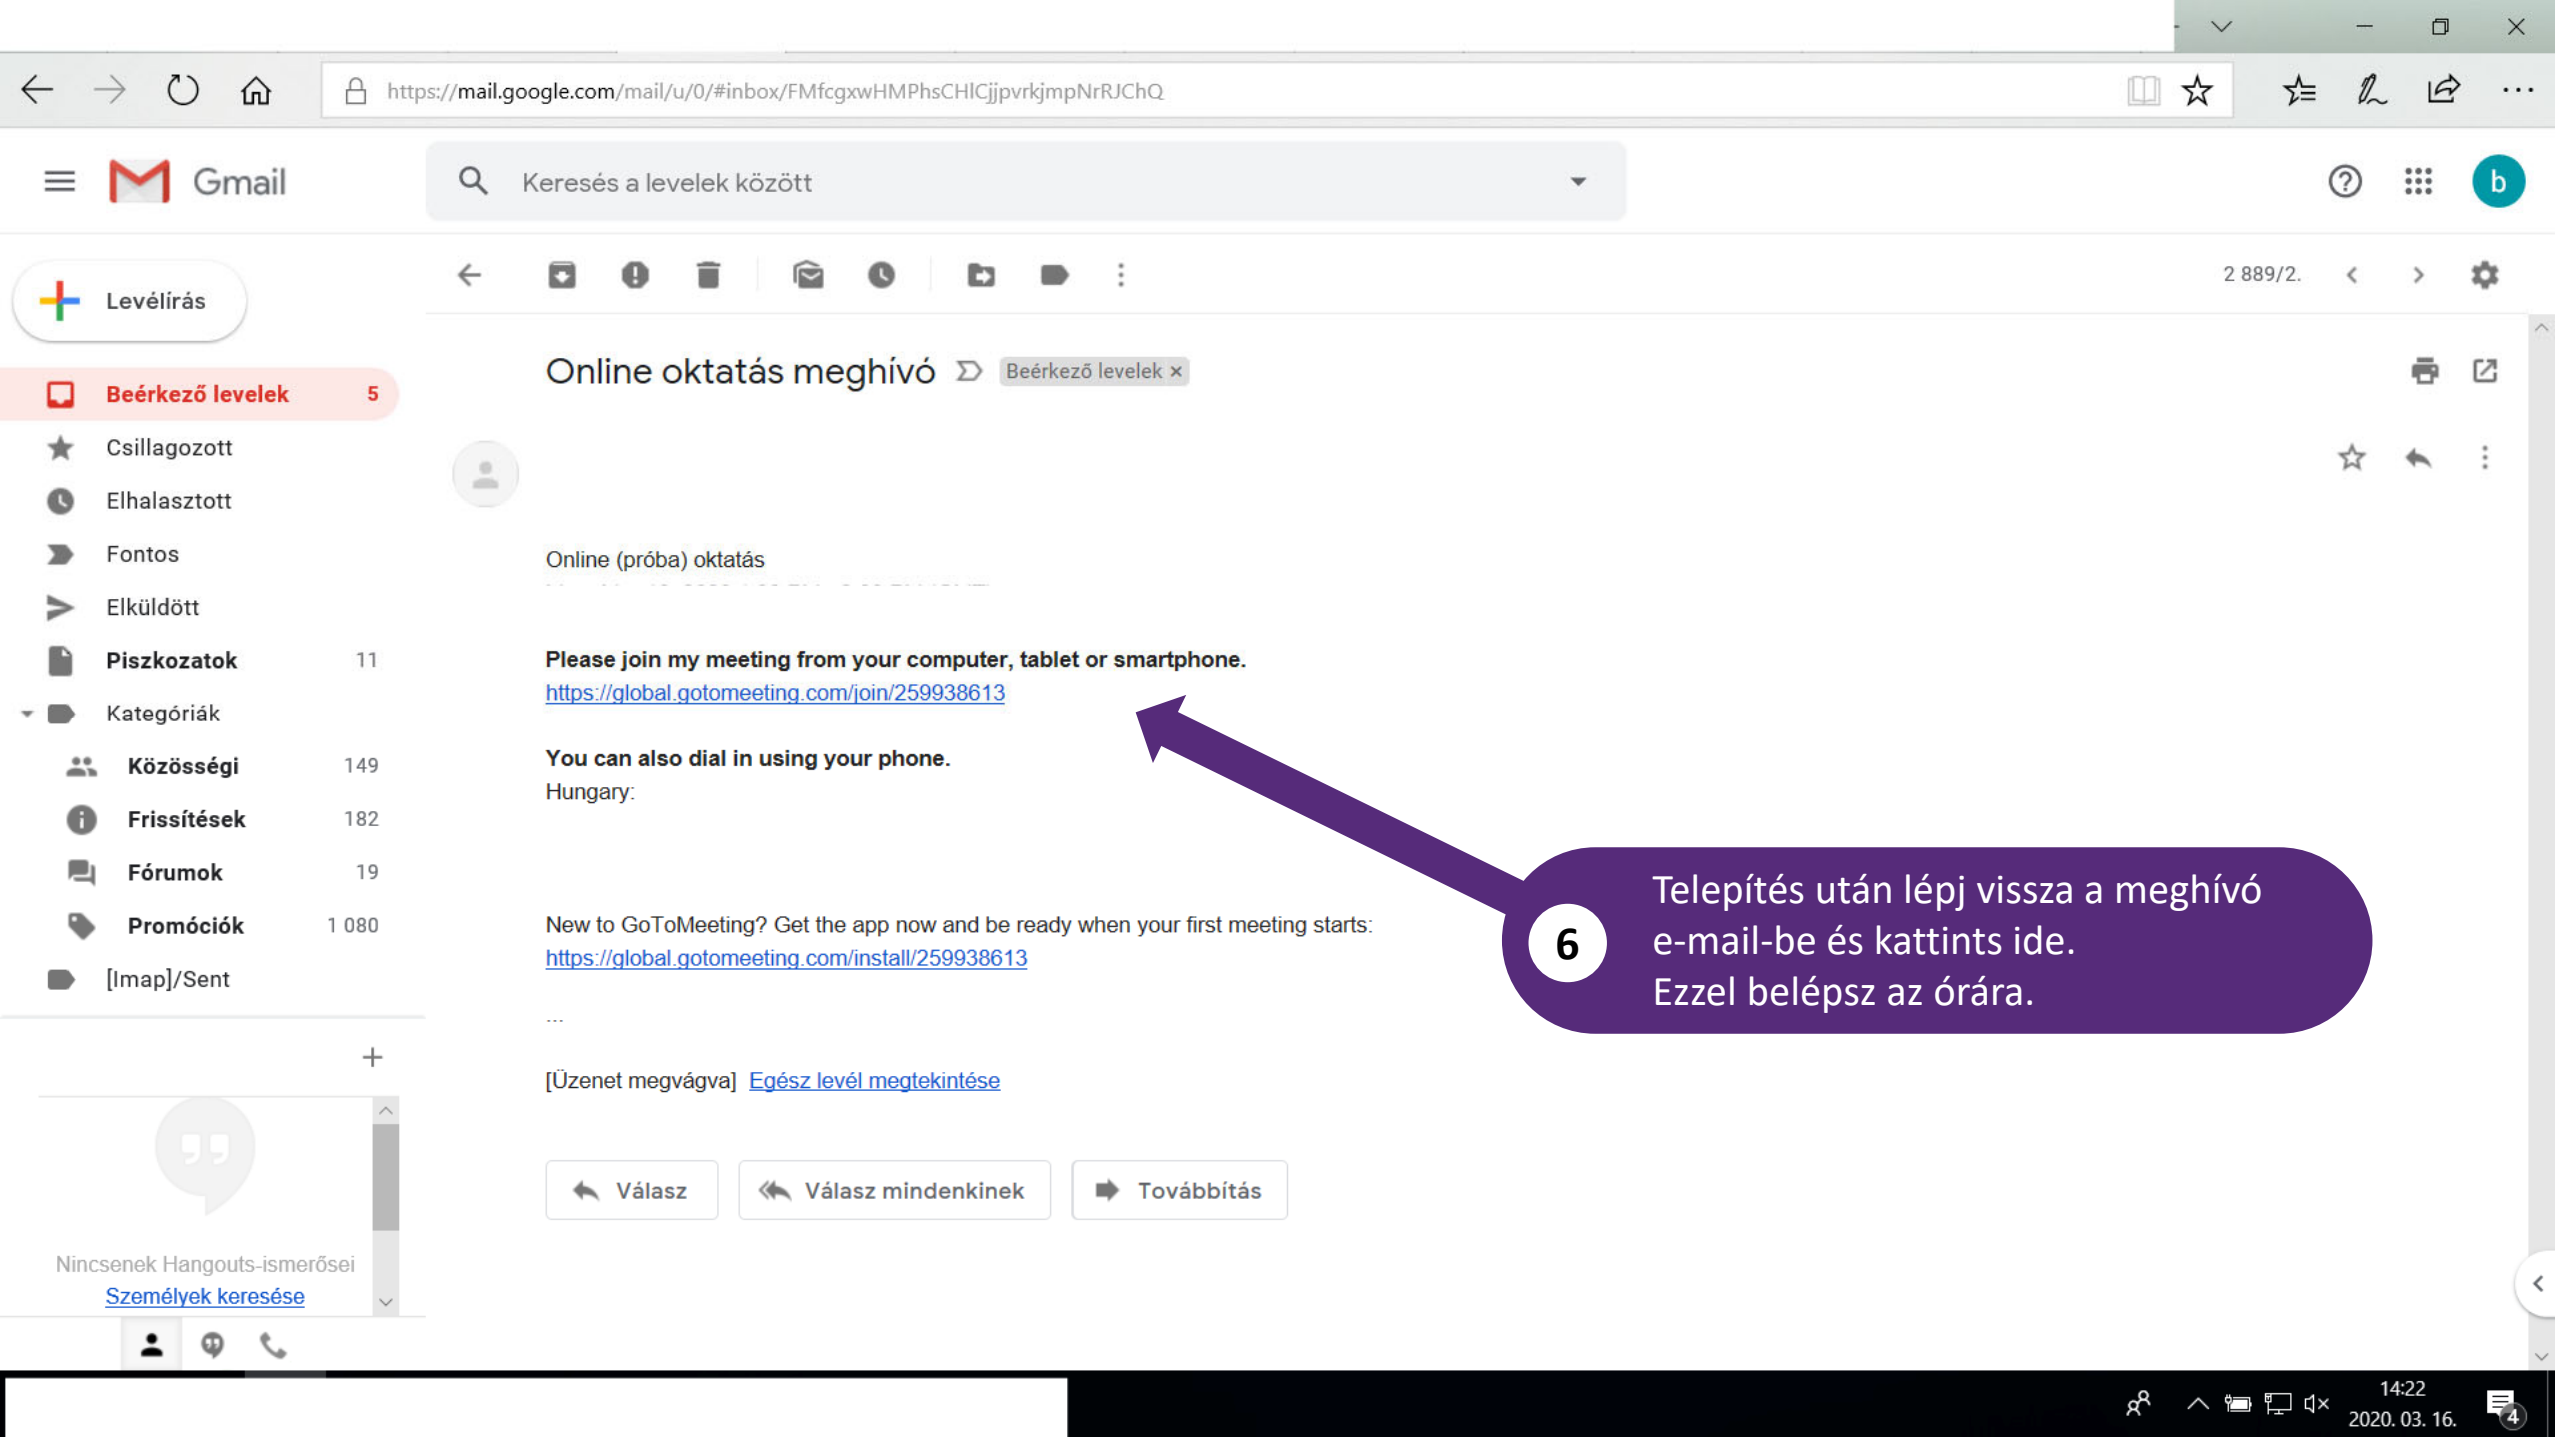 https://mail.google.com/mail/u/0/#inbox/FMfcgxwHMPhsCHlCjjpvrkjmpNrRJChQ
Gmail
Keresés a levelek között
b
Levélírás
2 889/2.
Online oktatás meghívó
Beérkező levelek ×
Beérkező levelek 5
Csillagozott
Elhalasztott
Fontos
Elküldött
Piszkozatok 11
Kategóriák
Közösségi 149
Frissítések 182
Fórumok 19
Promóciók 1 080
[Imap]/Sent
Online (próba) oktatás
Please join my meeting from your computer, tablet or smartphone.
https://global.gotomeeting.com/join/259938613
You can also dial in using your phone.
Hungary:
New to GoToMeeting? Get the app now and be ready when your first meeting starts:
https://global.gotomeeting.com/install/259938613
...
[Üzenet megvágva] Egész levél megtekintése
Válasz
Válasz mindenkinek
Továbbítás
6
Telepítés után lépj vissza a meghívó
e-mail-be és kattints ide.
Ezzel belépsz az órára.
Nincsenek Hangouts-ismerősei
Személyek keresése
14:22
2020. 03. 16.
4